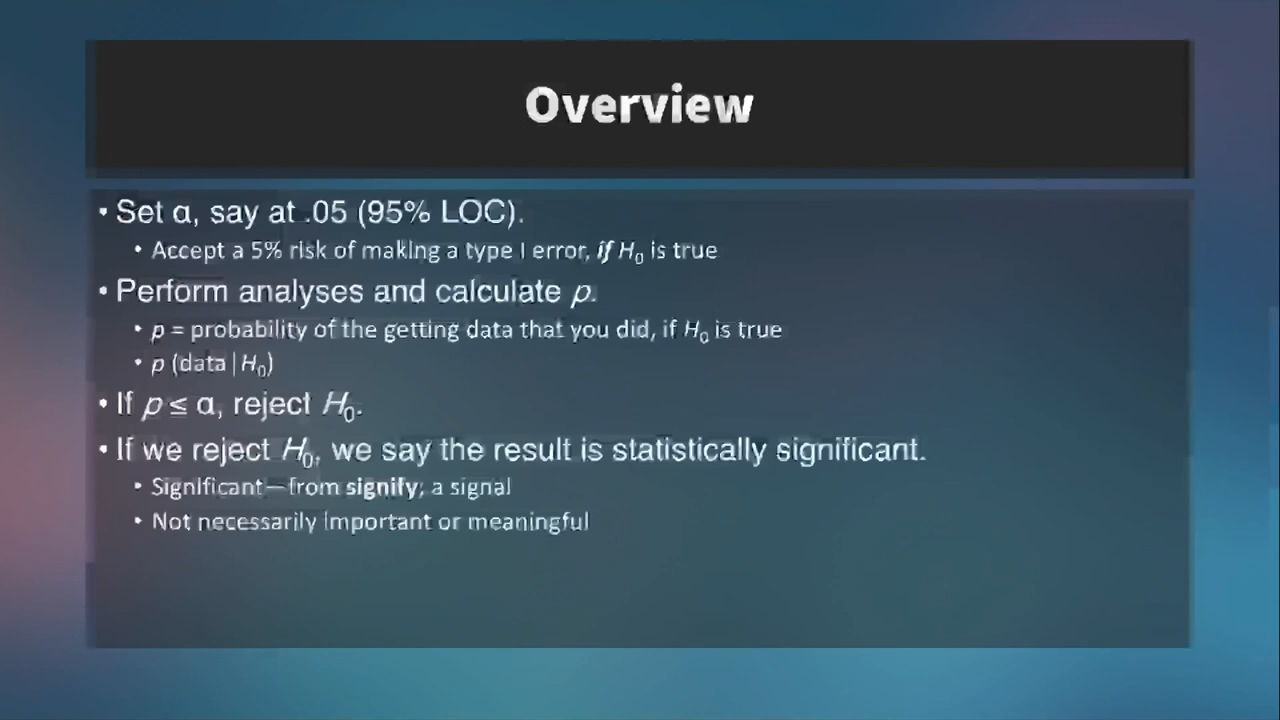 Overview
• Set α, say at .05 (95% LOC).
• Accept a 5% risk of making a type I error, if H₀ is true
• Perform analyses and calculate p.
• p = probability of the getting data that you did, if H₀ is true
• p (data|H₀)
• If p ≤ α, reject H₀.
• If we reject H₀, we say the result is statistically significant.
• Significant—from signify; a signal
• Not necessarily important or meaningful